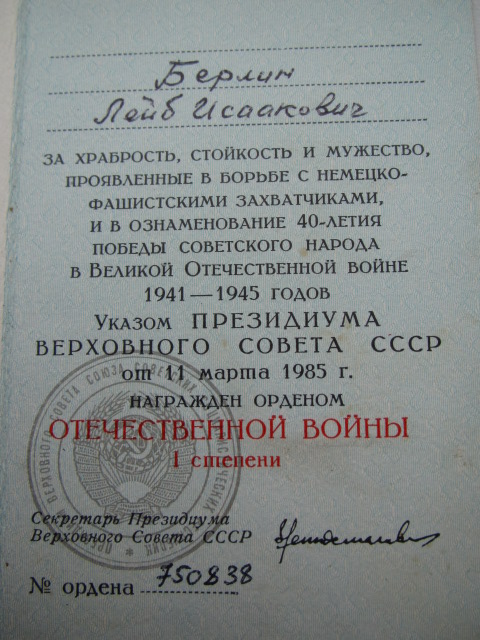 Берлин
Лейб Исаакович
ЗА ХРАБРОСТЬ, СТОЙКОСТЬ И МУЖЕСТВО,
ПРОЯВЛЕННЫЕ В БОРЬБЕ С НЕМЕЦКО-
ФАШИСТСКИМИ ЗАХВАТЧИКАМИ,
И В ОЗНАМЕНОВАНИЕ 40-ЛЕТИЯ
ПОБЕДЫ СОВЕТСКОГО НАРОДА
В ВЕЛИКОЙ ОТЕЧЕСТВЕННОЙ ВОЙНЕ
1941—1945 ГОДОВ
УКАЗОМ ПРЕЗИДИУМА
ВЕРХОВНОГО СОВЕТА СССР
от 11 марта 1985 г.
НАГРАЖДЕН ОРДЕНОМ
ОТЕЧЕСТВЕННОЙ ВОЙНЫ
I степени
Секретарь Президиума
Верховного Совета СССР
№ ордена 750838